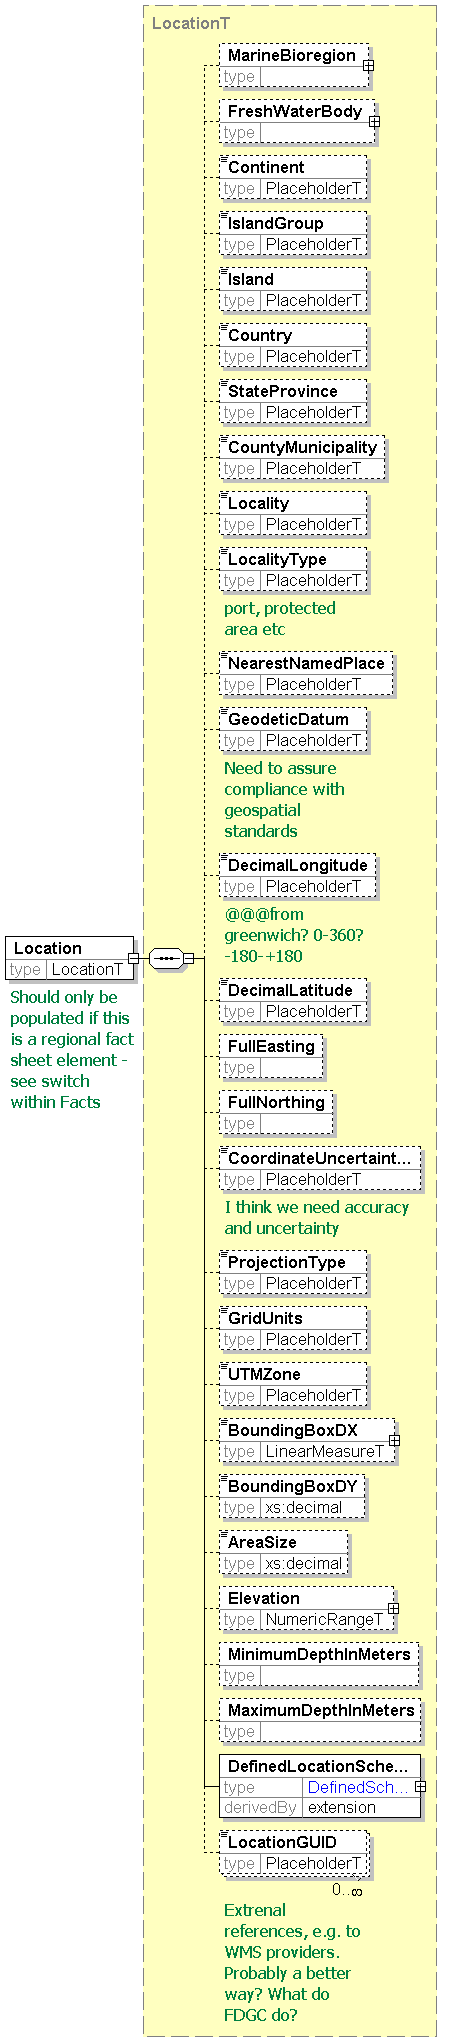 LocationT
MarineBioregion
type
FreshWaterBody
type
Continent
type PlaceholderT
IslandGroup
type PlaceholderT
Island
type PlaceholderT
Country
type PlaceholderT
StateProvince
type PlaceholderT
CountyMunicipality
type PlaceholderT
Locality
type PlaceholderT
LocalityType
type PlaceholderT
port, protected
area etc
NearestNamedPlace
type PlaceholderT
GeodeticDatum
type PlaceholderT
Need to assure
compliance with
geospatial
standards
DecimalLongitude
type PlaceholderT
@@@from
greenwich? 0-360?
-180-+180
Location
type LocationT
Should only be
populated if this
is a regional fact
sheet element -
see switch
within Facts
DecimalLatitude
type PlaceholderT
FullEasting
type
FullNorthing
type
CoordinateUncertaint...
type PlaceholderT
I think we need accuracy
and uncertainty
ProjectionType
type PlaceholderT
GridUnits
type PlaceholderT
UTMZone
type PlaceholderT
BoundingBoxDX
type LinearMeasureT
BoundingBoxDY
type xs:decimal
AreaSize
type xs:decimal
Elevation
type NumericRangeT
MinimumDepthInMeters
type
MaximumDepthInMeters
type
DefinedLocationSche...
type DefinedSch...
derivedBy extension
LocationGUID
type PlaceholderT
0..∞
Extrenal
references, e.g. to
WMS providers.
Probably a better
way? What do
FDGC do?